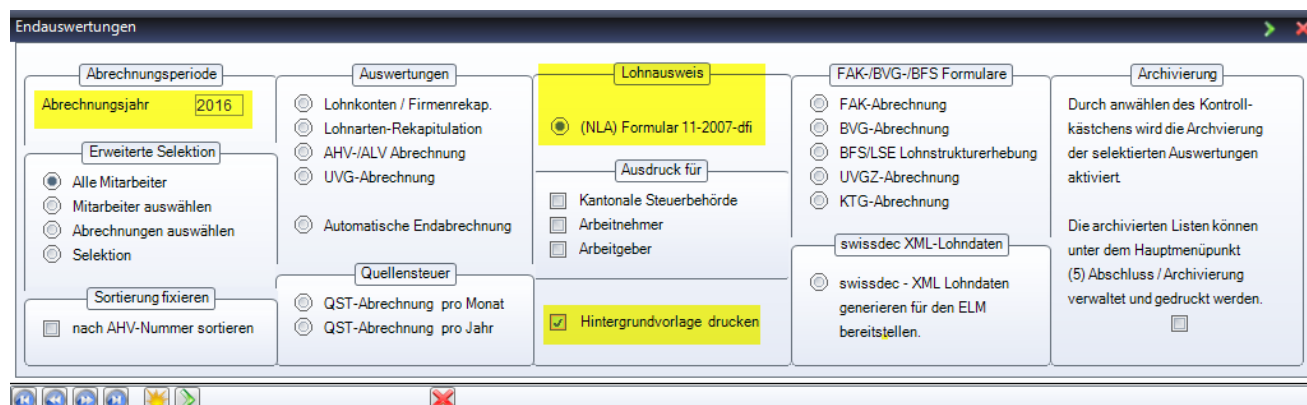 Endauswertungen
Abrechnungsperiode
Abrechnungsjahr 2016
Erweiterte Selektion
Alle Mitarbeiter
Mitarbeiter auswählen
Abrechnungen auswählen
Selektion
Sortierung fixieren
nach AHV-Nummer sortieren
Auswertungen
Lohnkonten / Firmenrekap.
Lohnarten-Rekapitulation
AHV-/ALV Abrechnung
UVG-Abrechnung
Automatische Endabrechnung
Quellensteuer
QST-Abrechnung pro Monat
QST-Abrechnung pro Jahr
Lohnausweis
(NLA) Formular 11-2007-dfi
Ausdruck für
Kantonale Steuerbehörde
Arbeitnehmer
Arbeitgeber
Hintergrundvorlage drucken
FAK-/BVG-/BFS Formulare
FAK-Abrechnung
BVG-Abrechnung
BFS/LSE Lohnstrukturerhebung
UVGZ-Abrechnung
KTG-Abrechnung
swissdec XML-Lohndaten
swissdec - XML Lohndaten
generieren für den ELM
bereitstellen.
Archivierung
Durch anwählen des Kontroll-
kästchens wird die Archvierung
der selektierten Auswertungen
aktiviert.
Die archivierten Listen können
unter dem Hauptmenüpunkt
(5) Abschluss / Archivierung
verwaltet und gedruckt werden.